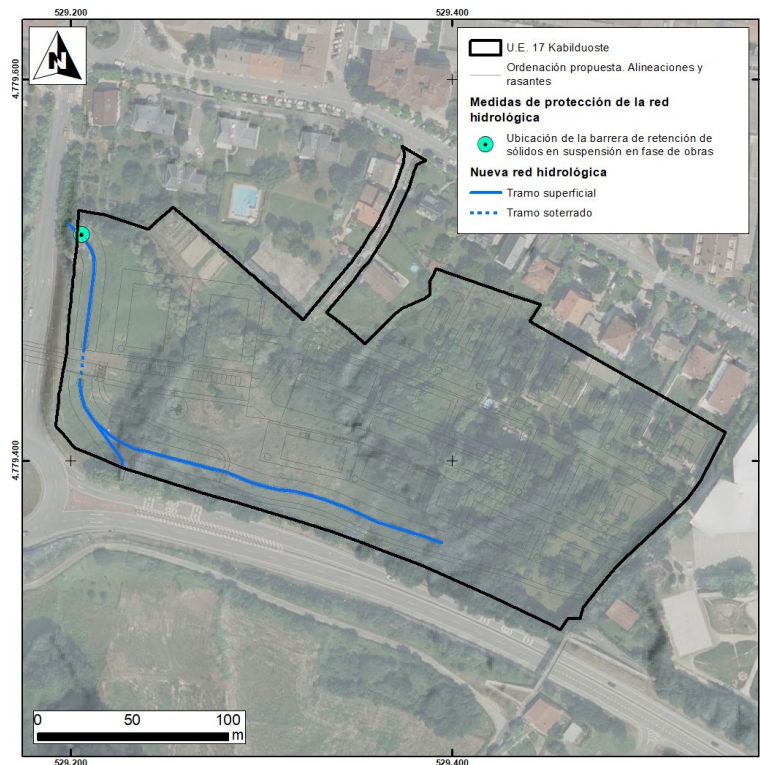 529.200
529.400
4.779.600
N
U.E. 17 Kabilduoste
Ordenación propuesta. Alineaciones y
rasantes
Medidas de protección de la red
hidrológica
Ubicación de la barrera de retención de
sólidos en suspensión en fase de obras
Nueva red hidrológica
Tramo superficial
Tramo soterrado
4.779.400
0 50 100
m
529.200
529.400